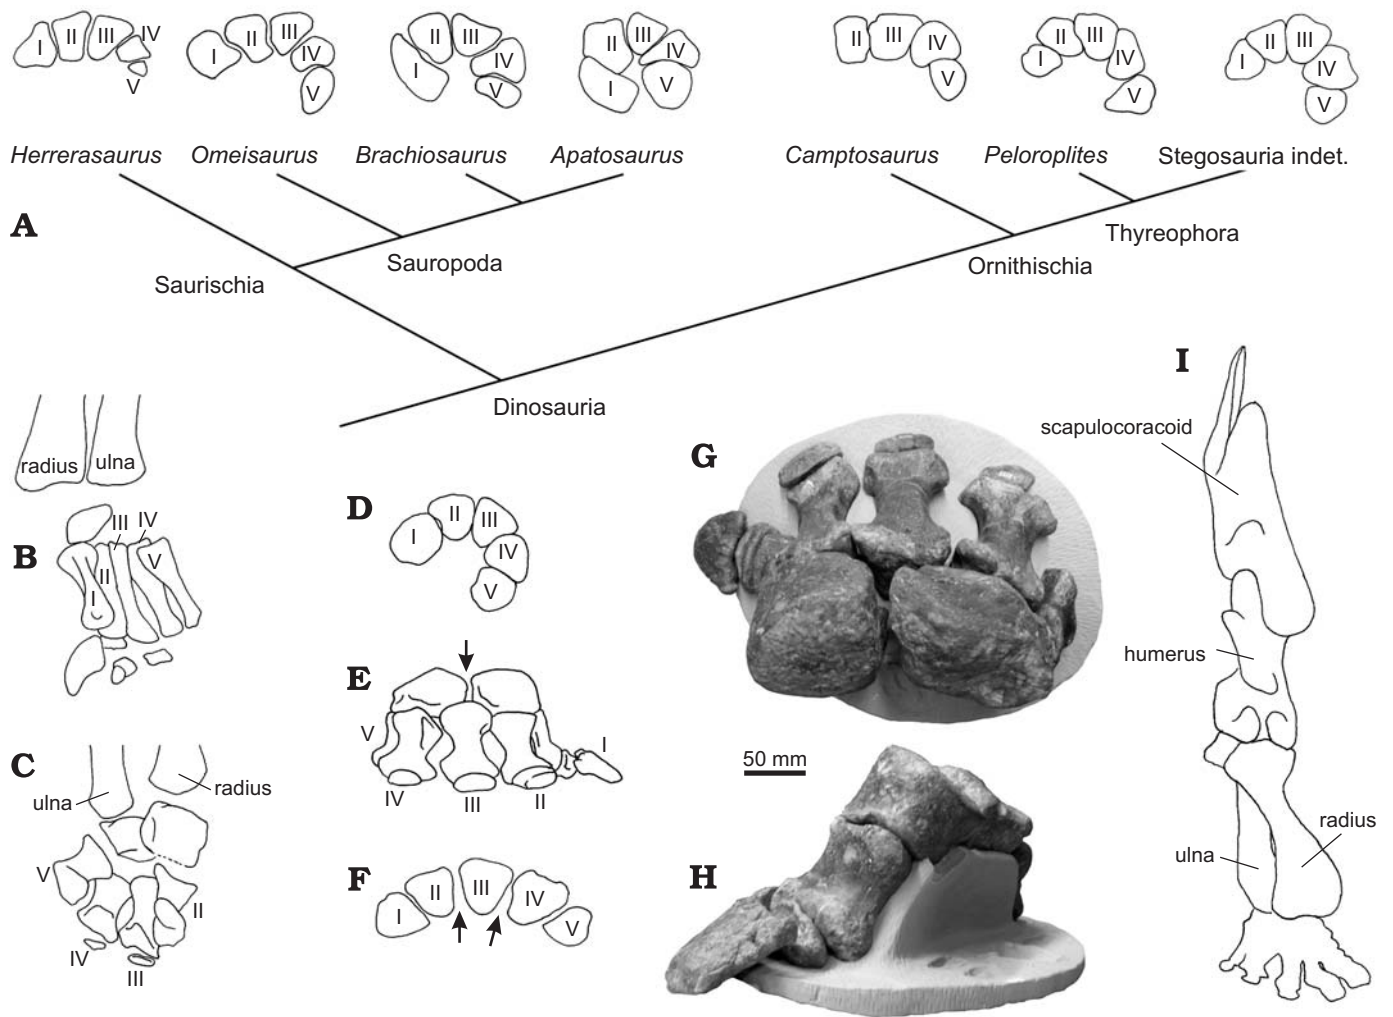 I II III IV V
I II III IV V
I II III IV V
I II III IV V
II III IV V
I II III IV V
I II III IV V
Herrerasaurus Omeisaurus Brachiosaurus Apatosaurus Camptosaurus Peloroplites Stegosauria indet.
A
Thyreophora
Sauropoda
Ornithischia
Saurischia
Dinosauria
radius ulna
B
III IV
II
V
I
C
ulna
radius
V
II
IV
III
D
I II III IV V
E
V
I
IV III II
F
I II III IV V
G
50 mm
H
I
scapulocoracoid
humerus
radius
ulna